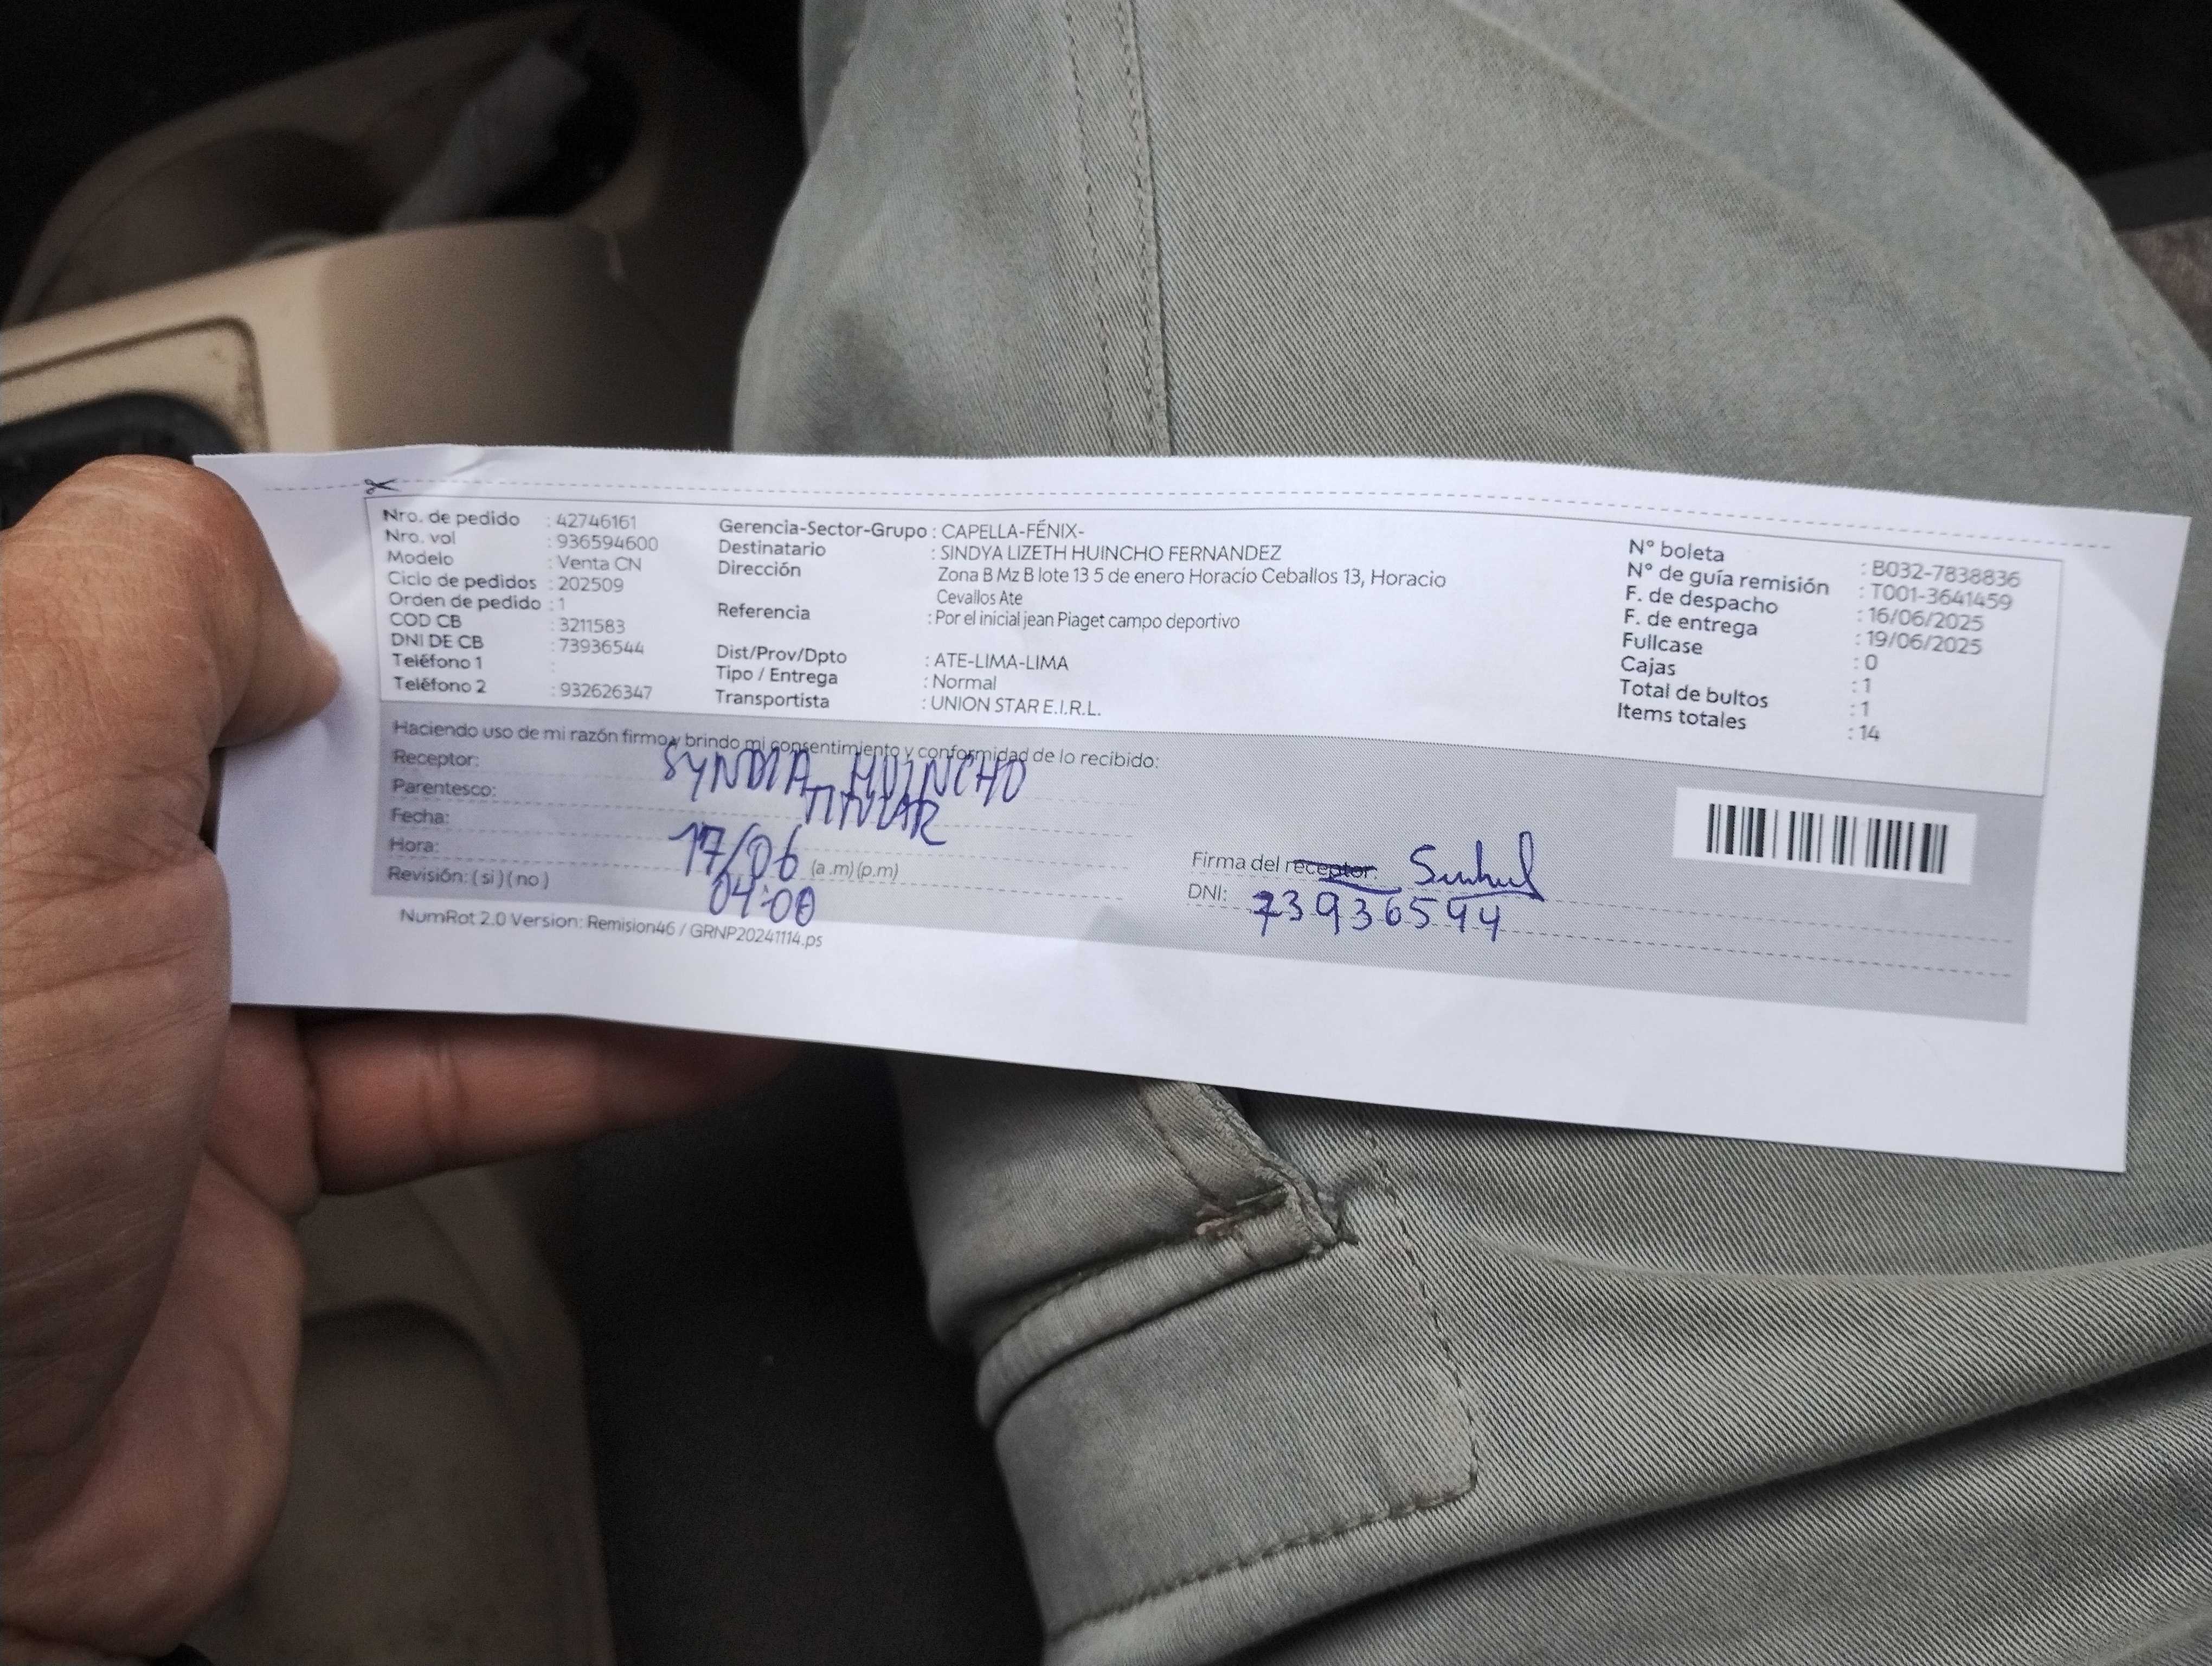 Nro. de pedido : 42746161
Nro. vol : 936594600
Modelo : Venta CN
Ciclo de pedidos : 202509
Orden de pedido : 1
COD CB : 3211583
DNI DE CB : 73936544
Teléfono 1 :
Teléfono 2 : 932626347
Gerencia-Sector-Grupo : CAPELLA-FÉNIX-
Destinatario : SINDYA LIZETH HUINCHO FERNANDEZ
Dirección Zona B Mz B lote 13 5 de enero Horacio Ceballos 13, Horacio
Cevallos Ate
Referencia : Por el inicial jean Piaget campo deportivo
Dist/Prov/Dpto : ATE-LIMA-LIMA
Tipo / Entrega : Normal
Transportista : UNION STAR E.I.R.L.
N° boleta : B032-7838836
N° de guía remisión : T001-3641459
F. de despacho : 16/06/2025
F. de entrega : 19/06/2025
Fullcase : 0
Cajas : 1
Total de bultos : 1
Items totales : 14
Haciendo uso de mi razón firmo y brindo mi consentimiento y conformidad de lo recibido:
Receptor: SYNDIA HUINCHO
Parentesco: TITULAR
Fecha: 17/06
Hora: 04:00 (a.m)(p.m)
Revisión: ( si ) ( no )
Firma del receptor:
DNI: 73936594
NumRot 2.0 Version: Remision46 / GRNP20241114.ps